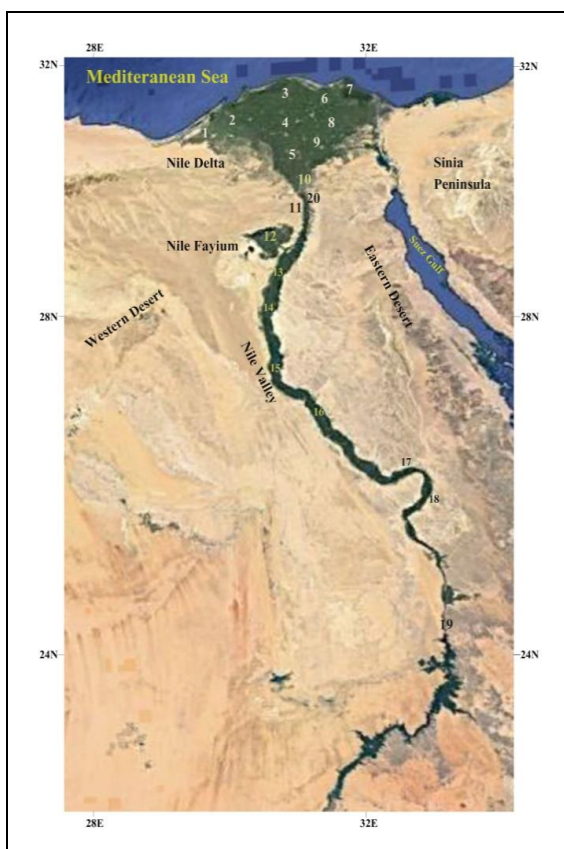 28E 32E
32N 32N
Mediteranean Sea
7
3 6
2 4 8
1
9
5
Nile Delta
Sinia
Peninsula
10
11 20
12
Nile Fayium
13
Suez Gulf
Eastern Desert
Western Desert
28N 28N
14
Nile Valley
15
16
17
18
19
24N 24N
28E 32E